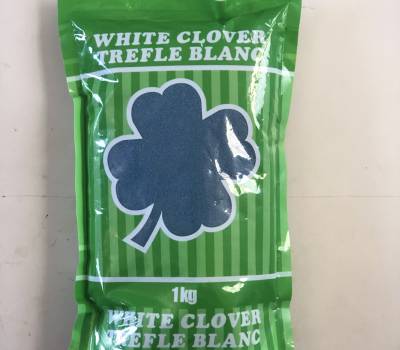 WHITE CLOVER
TREFLE BLANC
1kg
WHITE CLOVER
TREFLE BLANC